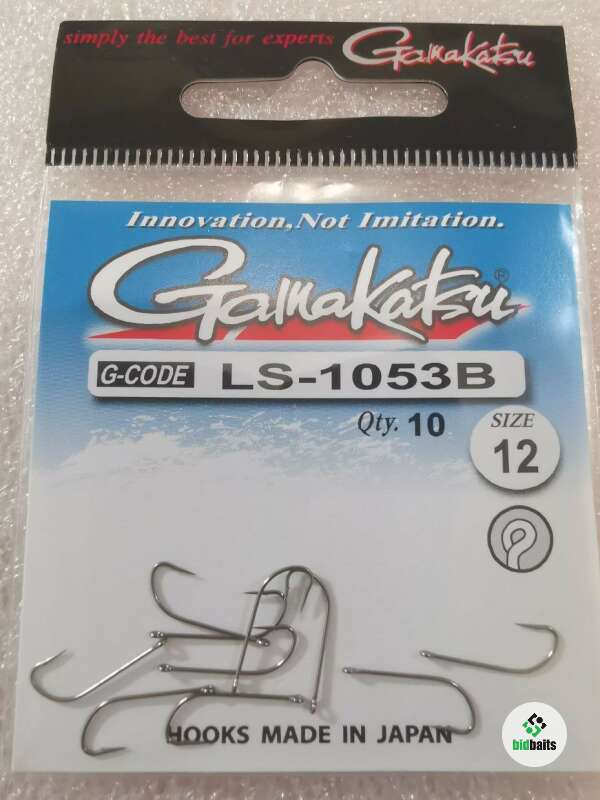 simply the best for experts Gamakatsu
Innovation, Not Imitation.
Gamakatsu®
G-CODE LS-1053B
Qty. 10
SIZE
12
HOOKS MADE IN JAPAN
bidbaits